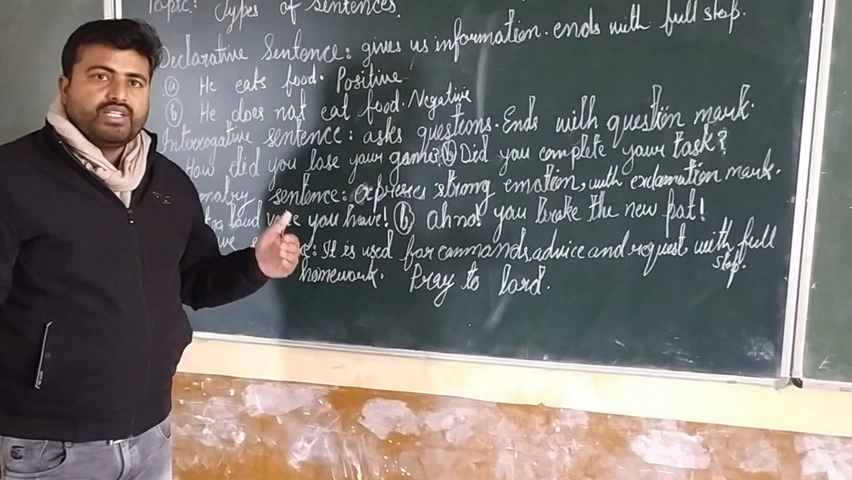 Topic: Types of sentences.
Declarative Sentence: gives us information. ends with full stop.
(a) He eats food. Positive
(b) He does not eat food. Negative
Interrogative sentence: asks questions. Ends with question mark.
How did you lose your game? (b) Did you complete your task?
sentence: expresses strong emotion, with exclamation mark.
loud voice you have! (b) Ah no! you broke the new pot!
It is used for commands, advice and request with full
stop.
homework. Pray to lord.